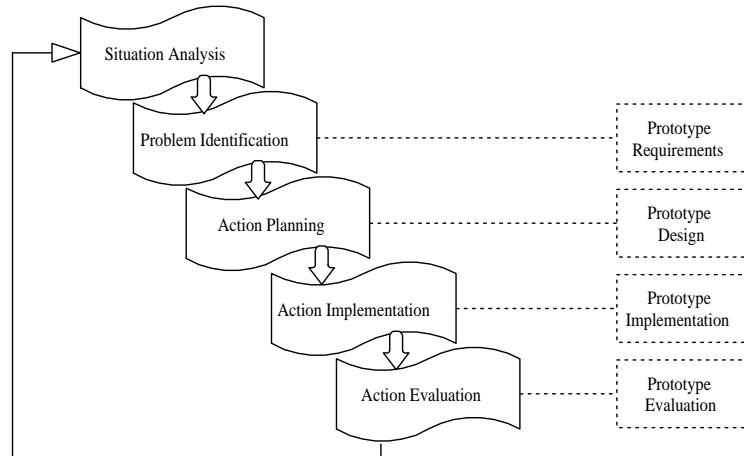 Situation Analysis
Problem Identification
Prototype
Requirements
Action Planning
Prototype
Design
Action Implementation
Prototype
Implementation
Action Evaluation
Prototype
Evaluation